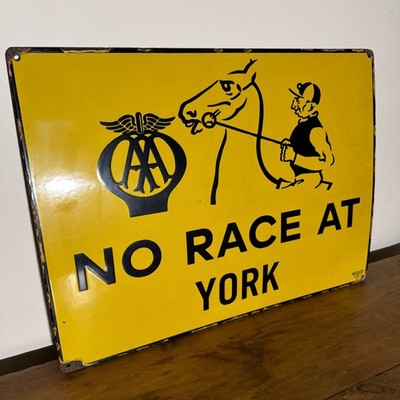 AA
NO RACE AT
YORK